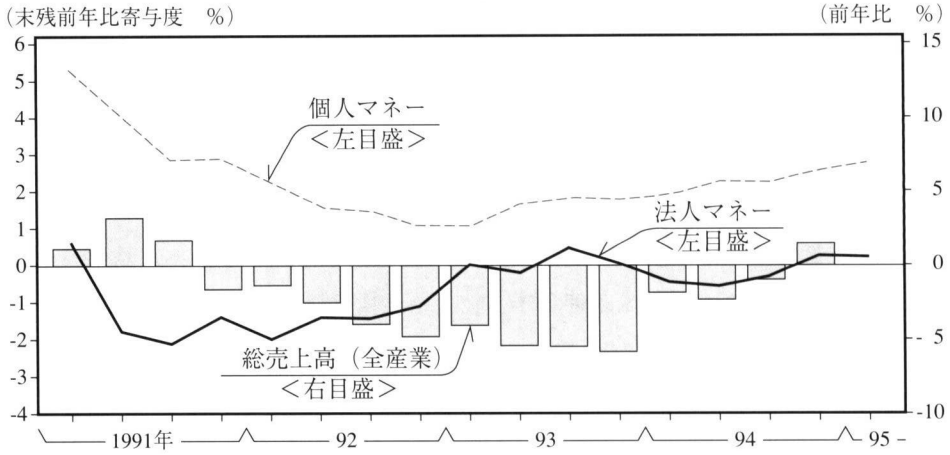 （末残前年比寄与度　％）
（前年比　％）
6
5
4
3
2
1
0
-1
-2
-3
-4
15
10
5
0
- 5
-10
個人マネー
＜左目盛＞
法人マネー
＜左目盛＞
総売上高（全産業）
＜右目盛＞
1991年
92
93
94
95